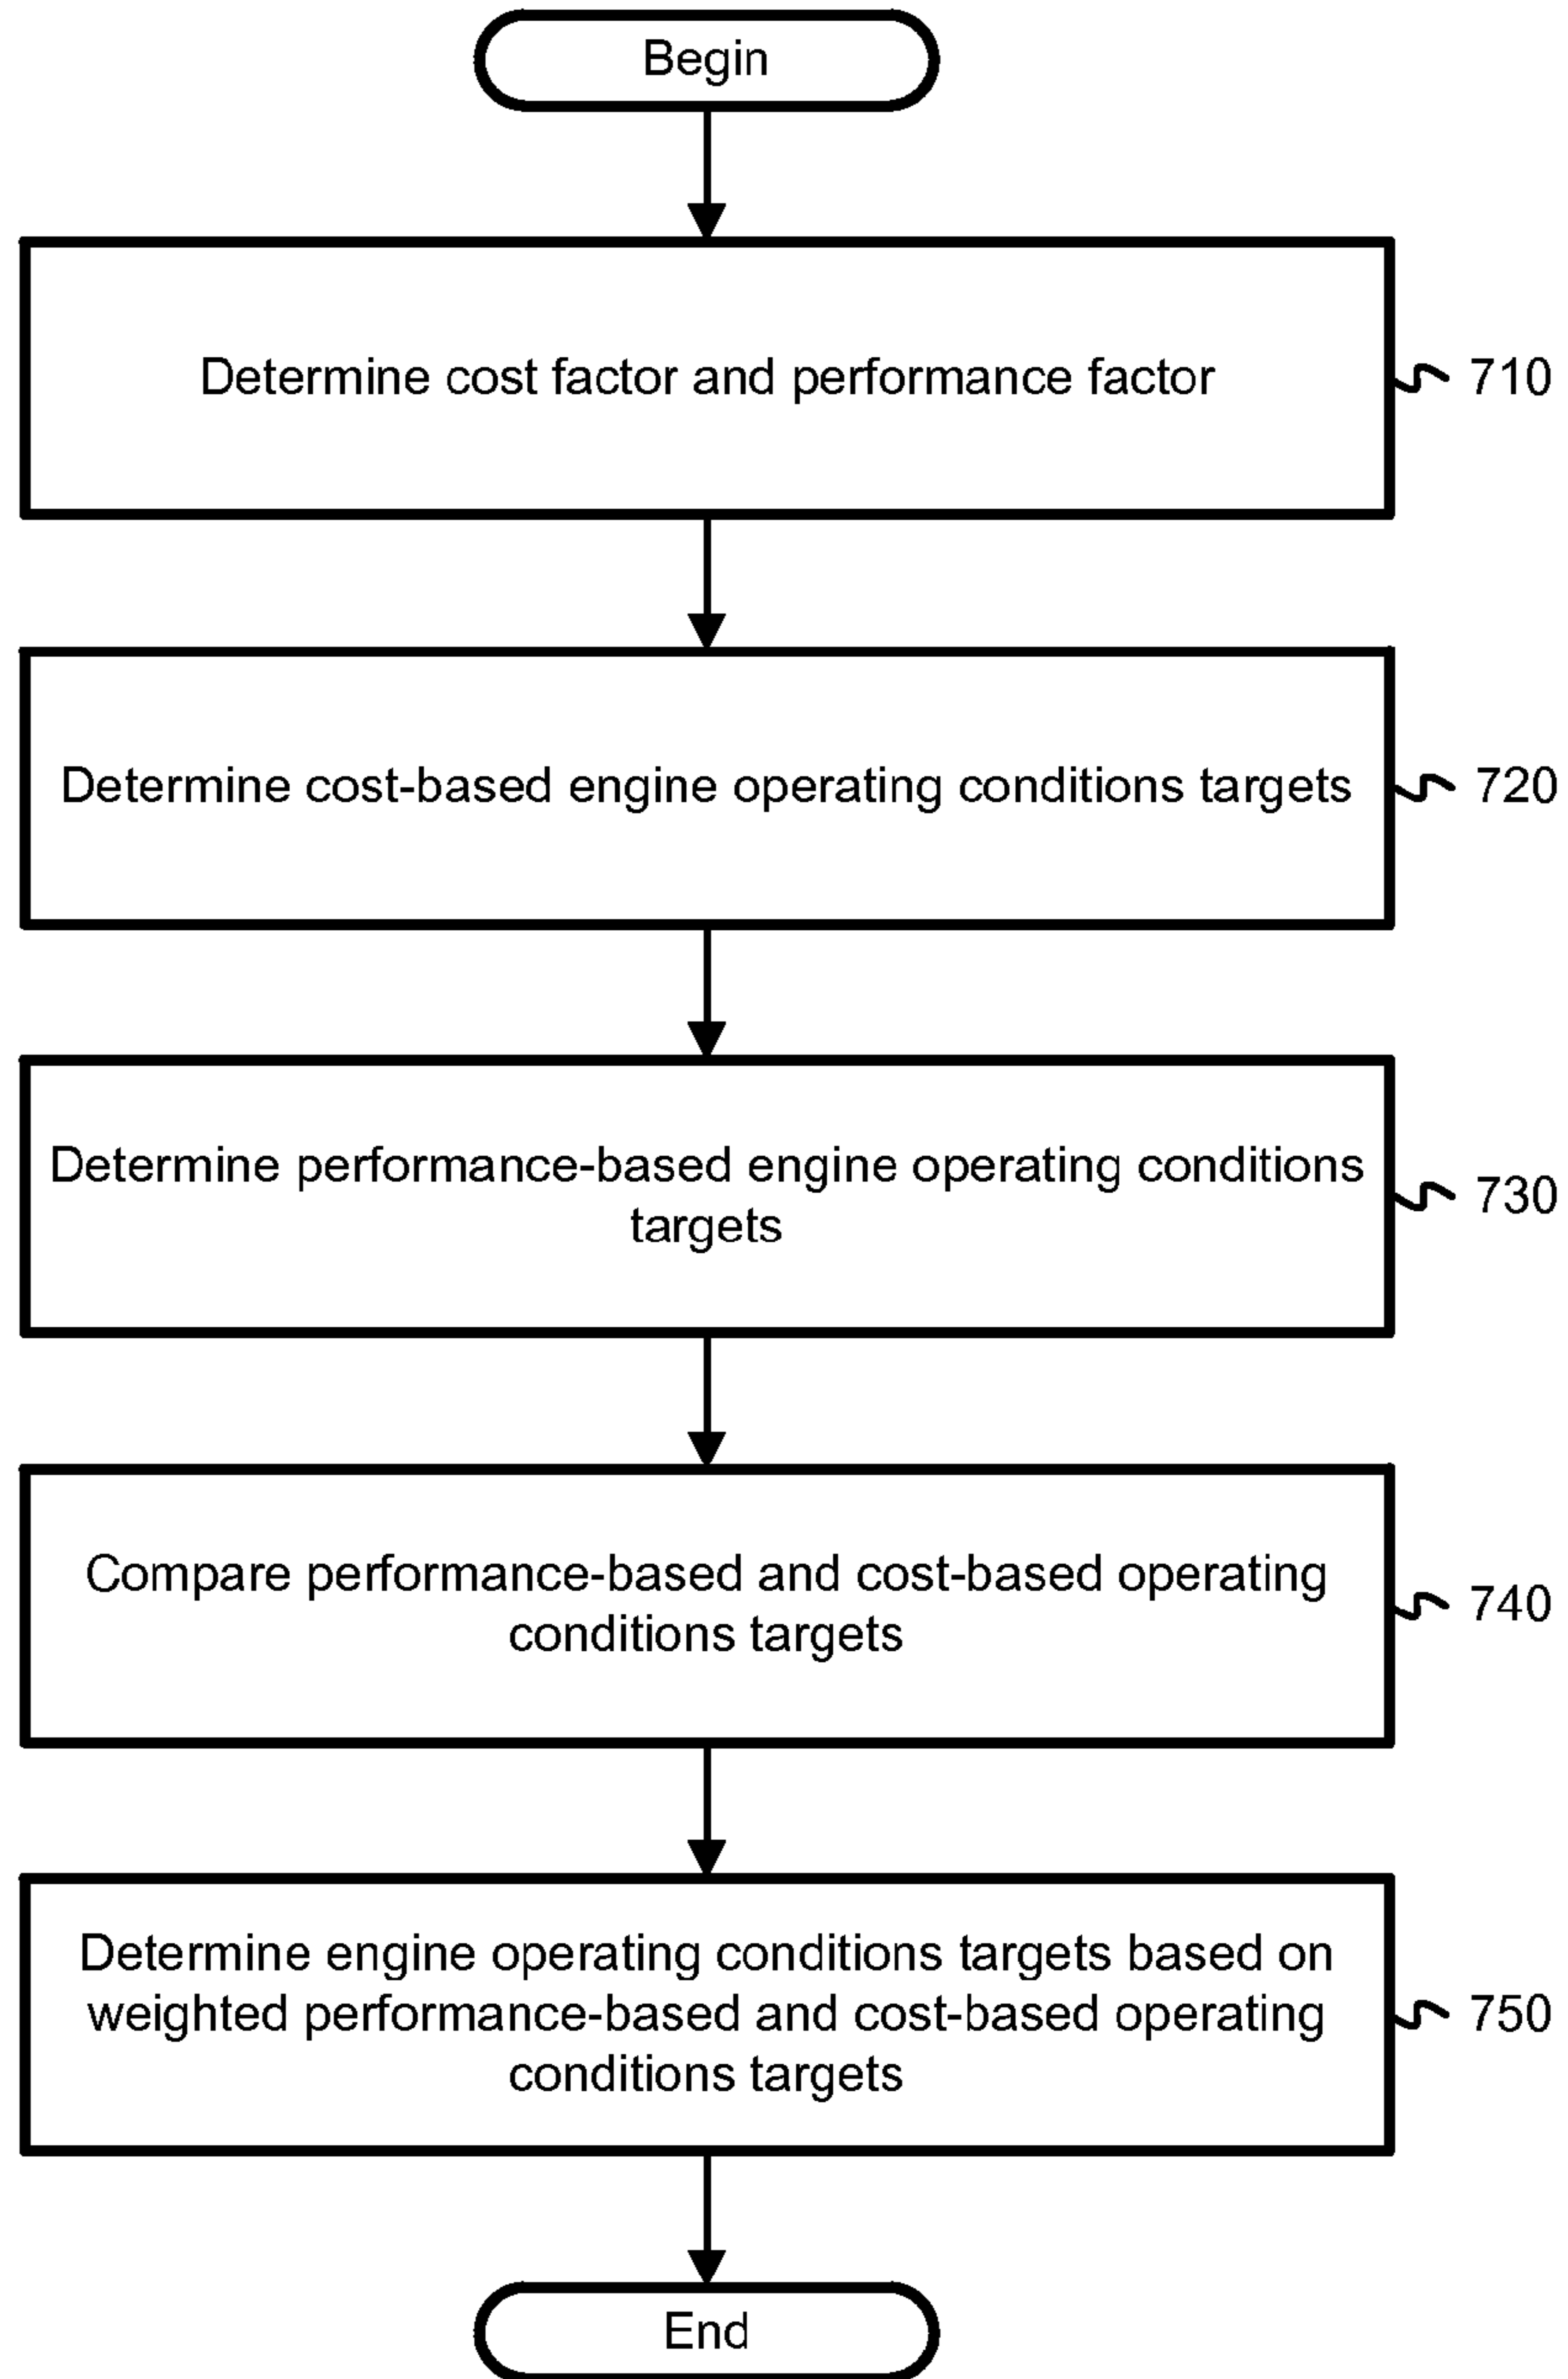 Begin
Determine cost factor and performance factor
710
Determine cost-based engine operating conditions targets
720
Determine performance-based engine operating conditions
targets
730
Compare performance-based and cost-based operating
conditions targets
740
Determine engine operating conditions targets based on
weighted performance-based and cost-based operating
conditions targets
750
End